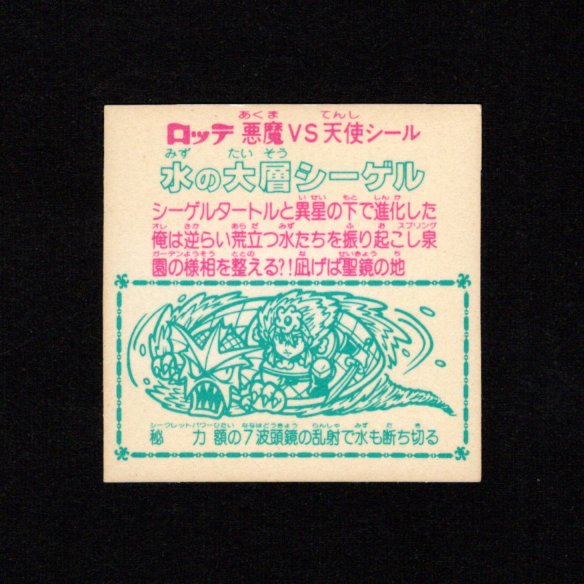 あくま てんし
ロッテ 悪魔VS天使シール
みず たい そう
水の大層シーゲル
い せい もと しん か
シーゲルタートルと異星の下で進化した
オレ さか あら だ みず ふ お スプリング
俺は逆らい荒立つ水たちを振り起こし泉
ガーデン ようそう ととの な せいきょう ち
園の様相を整える?!凪げば聖鏡の地
シークレットパワー ひたい ななはどうきょう らんしゃ みず た き
秘 力 額の7波頭鏡の乱射で水も断ち切る